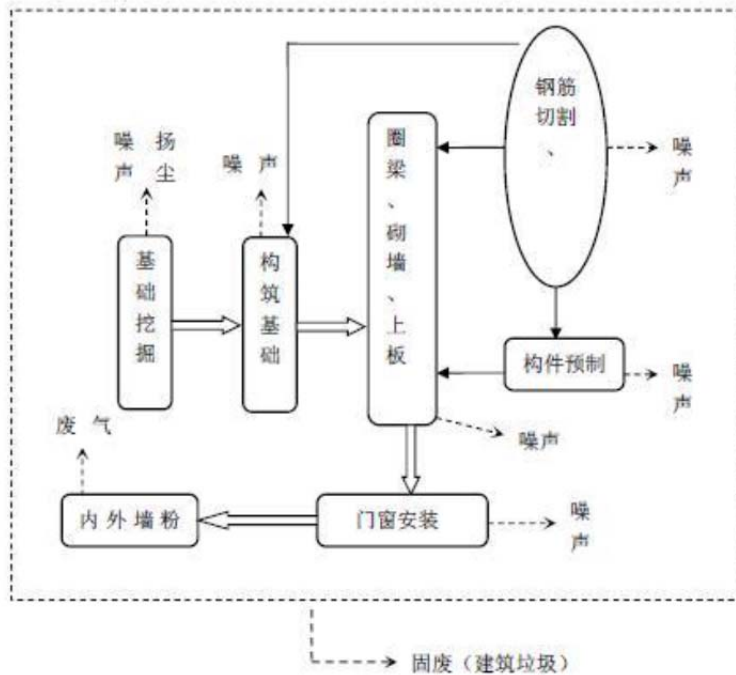 钢筋
切割
、
噪
声
噪 扬
声 尘
噪 声
圈梁、砌墙、上板
基础挖掘
构筑基础
构件预制
噪
声
废 气
噪声
内外墙粉
门窗安装
噪
声
固废（建筑垃圾）